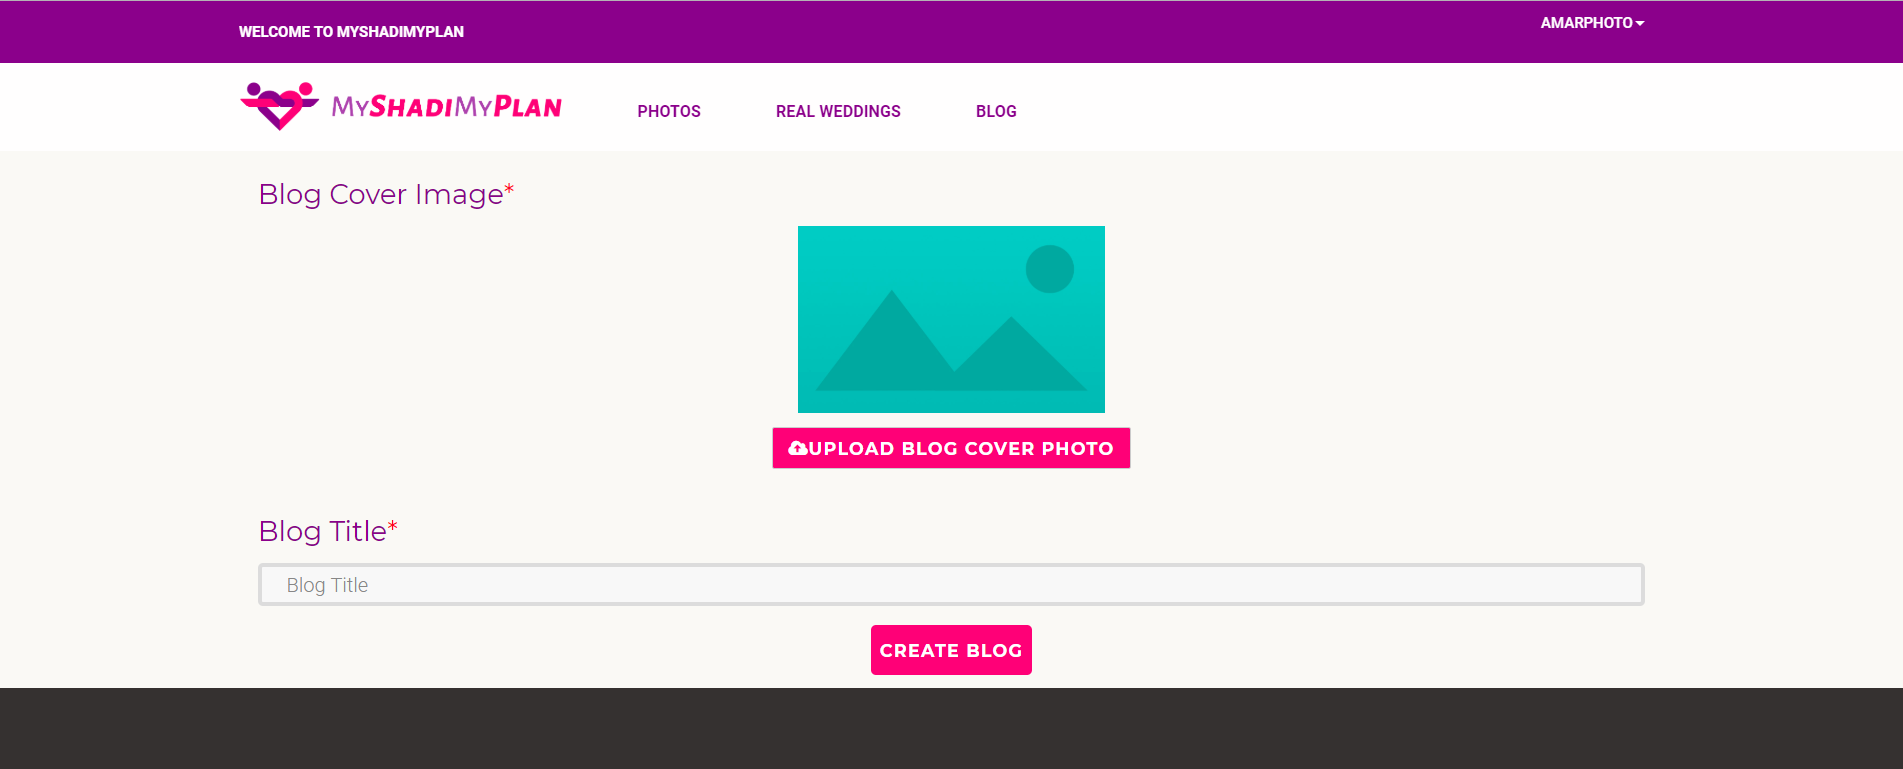 WELCOME TO MYSHADIMYPLAN
AMARPHOTO
MYSHADIMYPLAN
PHOTOS
REAL WEDDINGS
BLOG
Blog Cover Image*
UPLOAD BLOG COVER PHOTO
Blog Title*
Blog Title
CREATE BLOG